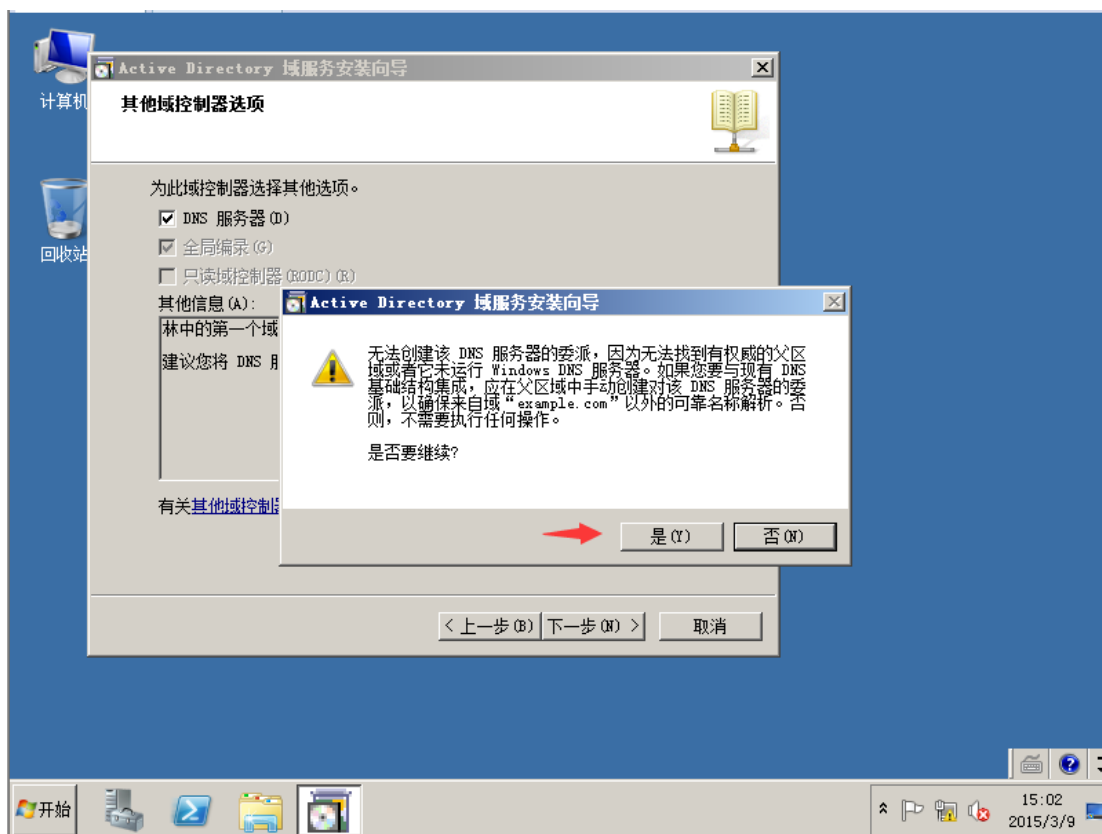 计算机
回收站
Active Directory 域服务安装向导
其他域控制器选项
为此域控制器选择其他选项。
DNS 服务器(D)
全局编录(G)
只读域控制器(RODC)(R)
其他信息(A):
林中的第一个域
建议您将 DNS 服
有关其他域控制器
Active Directory 域服务安装向导
无法创建该 DNS 服务器的委派，因为无法找到有权威的父区
域或者它未运行 Windows DNS 服务器。如果您要与现有 DNS
基础结构集成，应在父区域中手动创建对该 DNS 服务器的委
派，以确保来自域“example.com”以外的可靠名称解析。否
则，不需要执行任何操作。
是否要继续?
是(Y)
否(N)
< 上一步(B)
下一步(N) >
取消
开始
15:02
2015/3/9